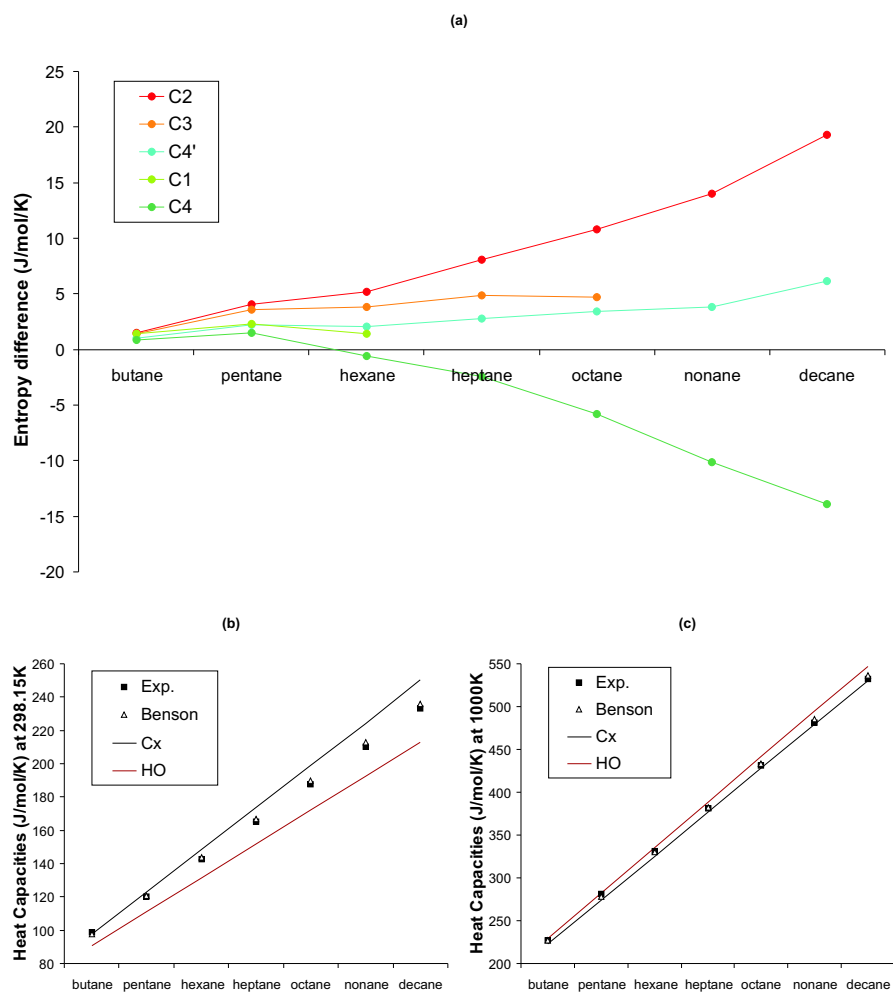 (a)
Entropy difference (J/mol/K)
25
20
15
10
5
0
-5
-10
-15
-20
C2
C3
C4'
C1
C4
butane pentane hexane heptane octane nonane decane
(b)
Heat Capacities (J/mol/K) at 298.15K
260
240
220
200
180
160
140
120
100
80
Exp.
Benson
Cx
HO
butane pentane hexane heptane octane nonane decane
(c)
Heat Capacities (J/mol/K) at 1000K
550
500
450
400
350
300
250
200
Exp.
Benson
Cx
HO
butane pentane hexane heptane octane nonane decane